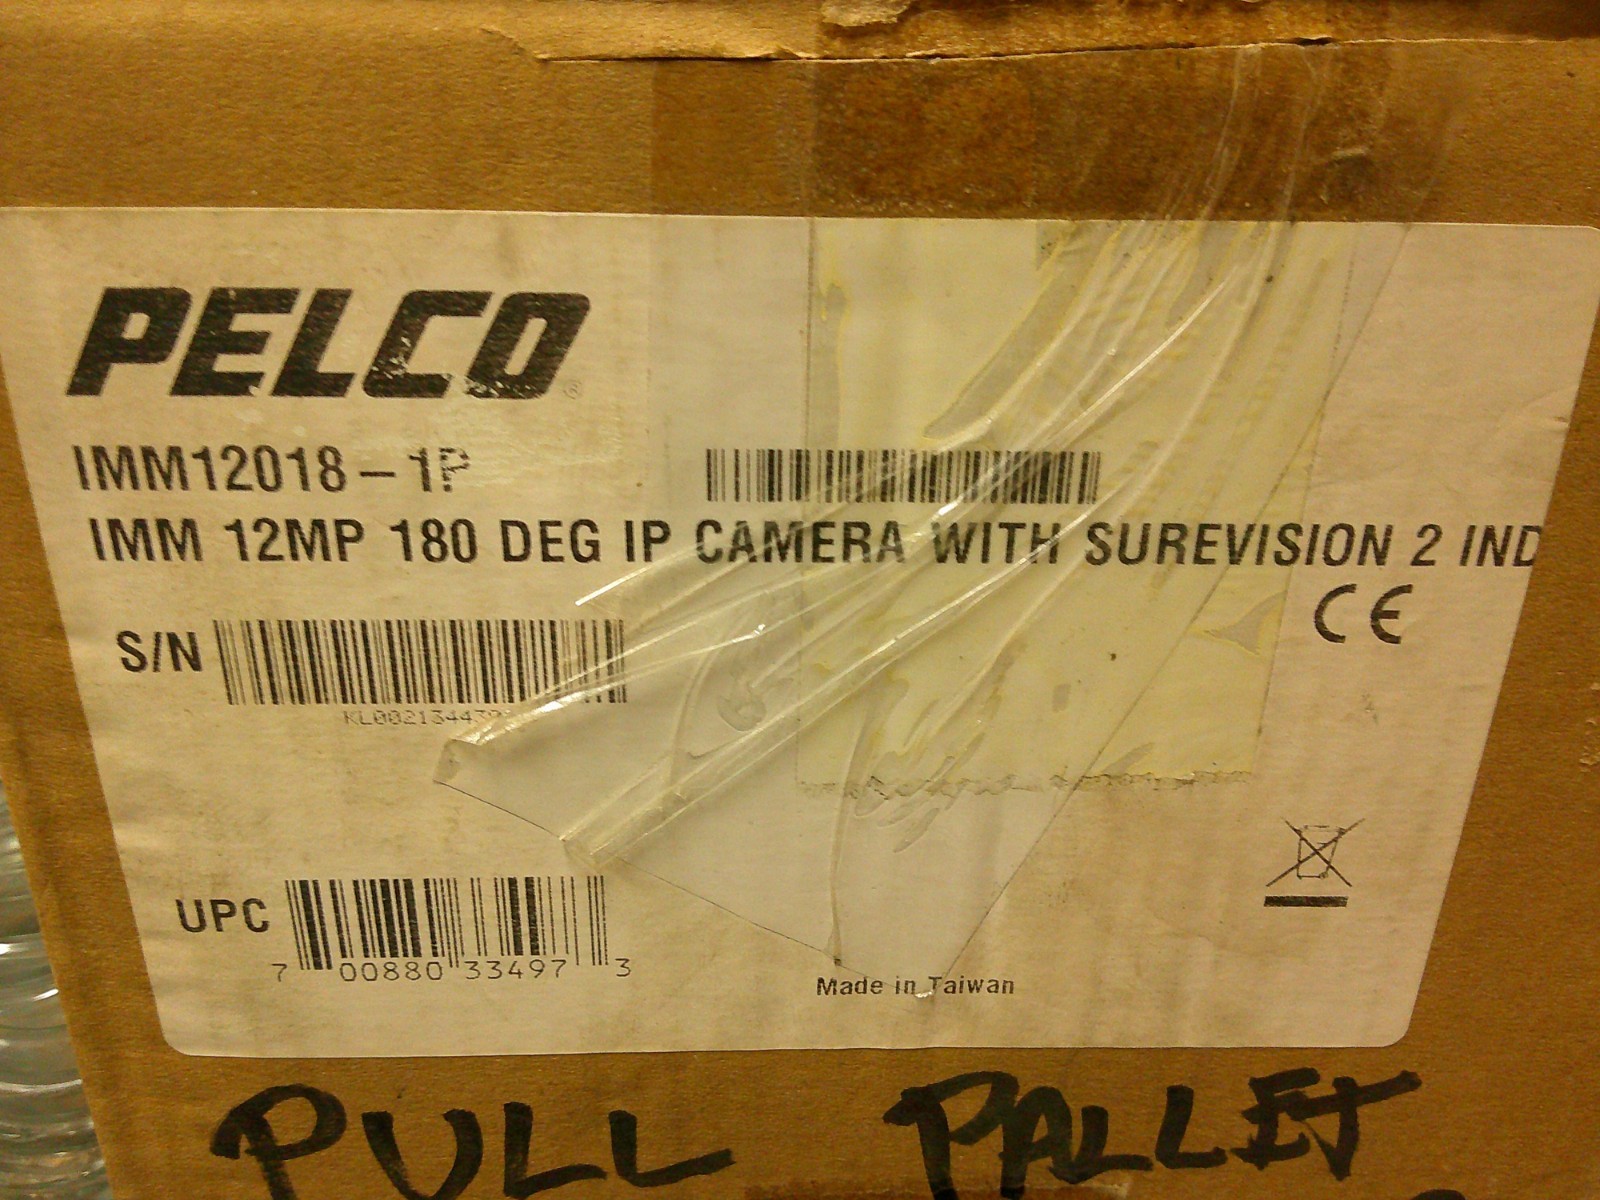 PELCO
IMM12018-1P
IMM 12MP 180 DEG IP CAMERA WITH SUREVISION 2 IND
CE
S/N
UPC
7 00880 33497 3
Made in Taiwan
PULL PALLET